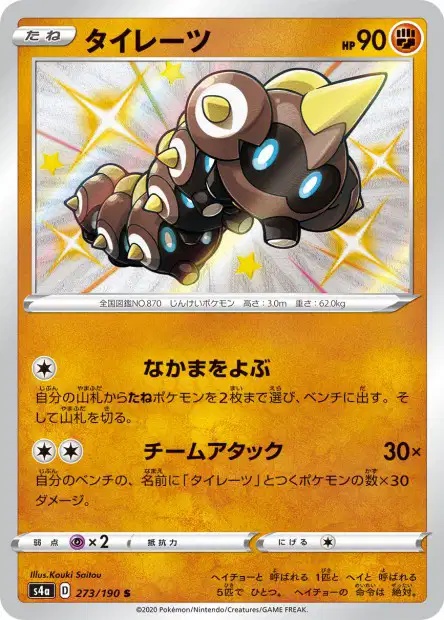 たね タイレーツ HP90
全国図鑑NO.870 じんけいポケモン 高さ：3.0m 重さ：62.0kg
なかまをよぶ
自分の山札からたねポケモンを2枚まで選び、ベンチに出す。そ
して山札を切る。
チームアタック 30×
自分のベンチの、名前に「タイレーツ」とつくポケモンの数×30
ダメージ。
弱点 ×2 抵抗力 にげる
Illus.Kouki Saitou
s4a D 273/190 S
ヘイチョーと 呼ばれる 1匹と ヘイと 呼ばれる
5匹で ひとつ。 ヘイチョーの 命令は 絶対。
©2020 Pokémon/Nintendo/Creatures/GAME FREAK.